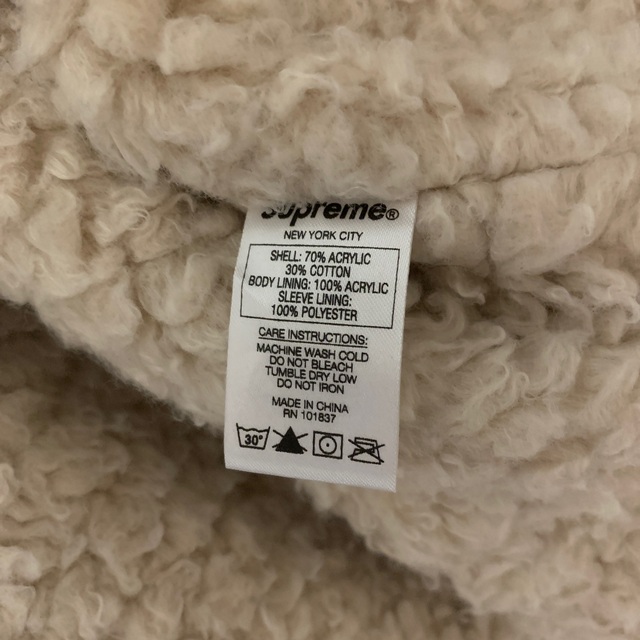 Supreme®
NEW YORK CITY
SHELL: 70% ACRYLIC
30% COTTON
BODY LINING: 100% ACRYLIC
SLEEVE LINING:
100% POLYESTER
CARE INSTRUCTIONS:
MACHINE WASH COLD
DO NOT BLEACH
TUMBLE DRY LOW
DO NOT IRON
MADE IN CHINA
RN 101837
30°